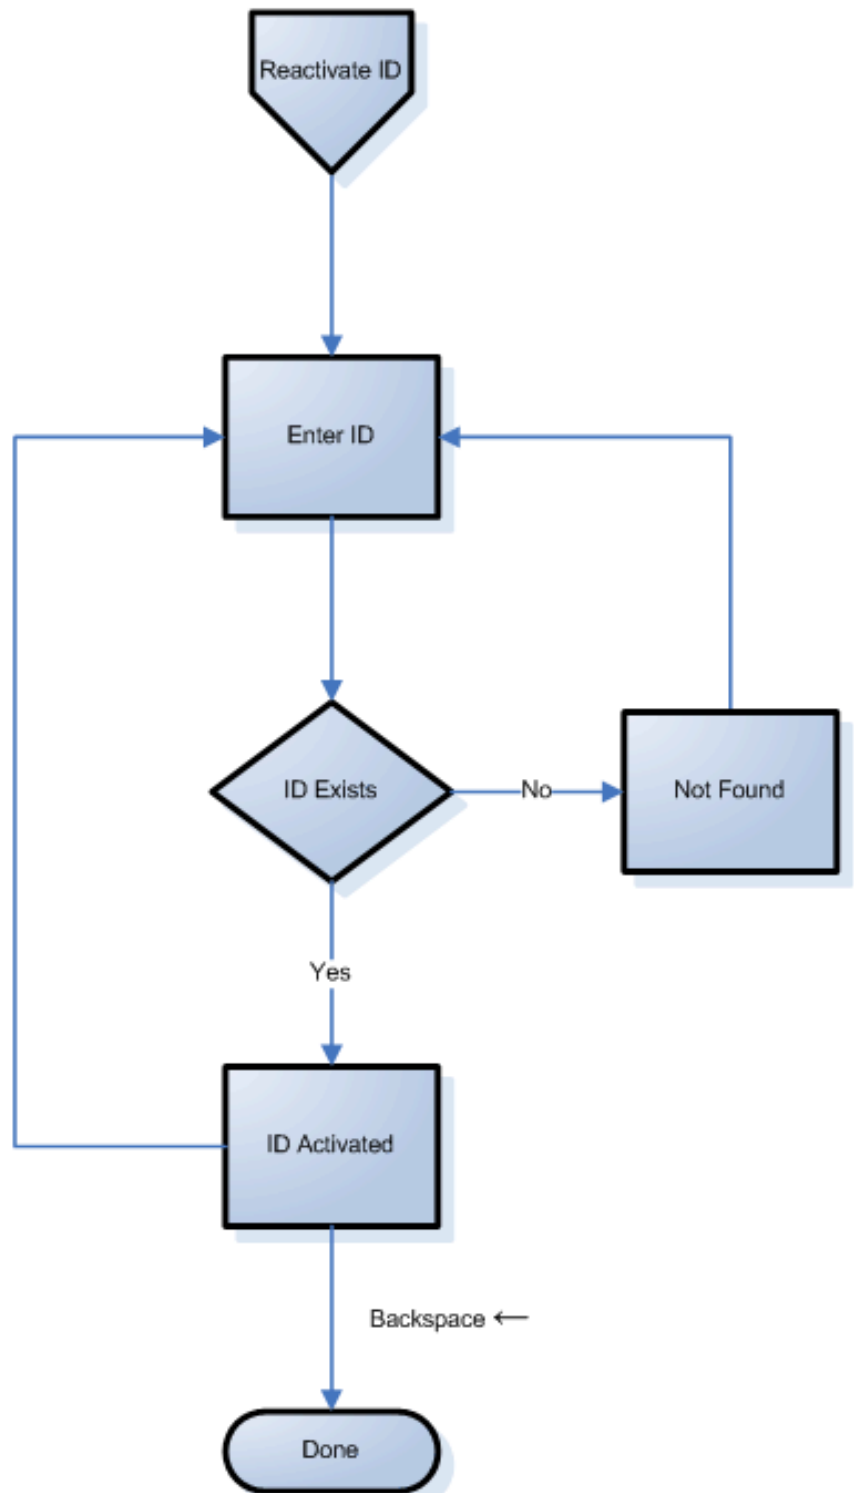 Reactivate ID
Enter ID
ID Exists
No
Not Found
Yes
ID Activated
Backspace ←
Done